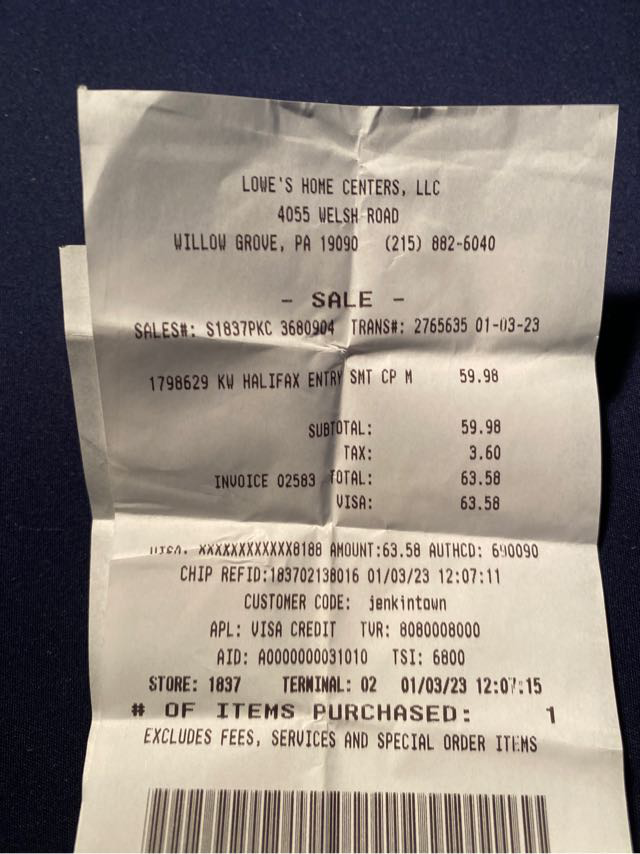 LOWE'S HOME CENTERS, LLC
4055 WELSH ROAD
WILLOW GROVE, PA 19090 (215) 882-6040
- SALE -
SALES#: S1837PKC 3680904 TRANS#: 2765635 01-03-23
1798629 KW HALIFAX ENTRY SMT CP M 59.98
SUBTOTAL: 59.98
TAX: 3.60
INVOICE 02583 TOTAL: 63.58
VISA: 63.58
VISA: XXXXXXXXXXXX8188 AMOUNT:63.58 AUTHCD:
CHIP REFID:183702138016 01/03/23 12:07:11
CUSTOMER CODE: jenkintown
APL: VISA CREDIT TVR: 8080008000
AID: A0000000031010 TSI: 6800
STORE: 1837 TERMINAL: 02 01/03/23 12:07:15
# OF ITEMS PURCHASED: 1
EXCLUDES FEES, SERVICES AND SPECIAL ORDER ITEMS